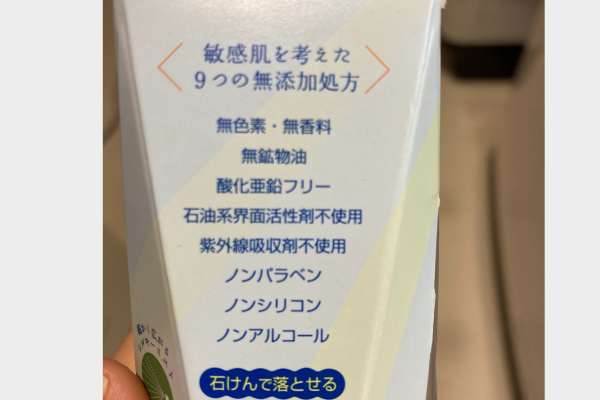 敏感肌を考えた
9つの無添加処方
無色素・無香料
無鉱物油
酸化亜鉛フリー
石油系界面活性剤不使用
紫外線吸収剤不使用
ノンパラベン
ノンシリコン
ノンアルコール
石けんで落とせる